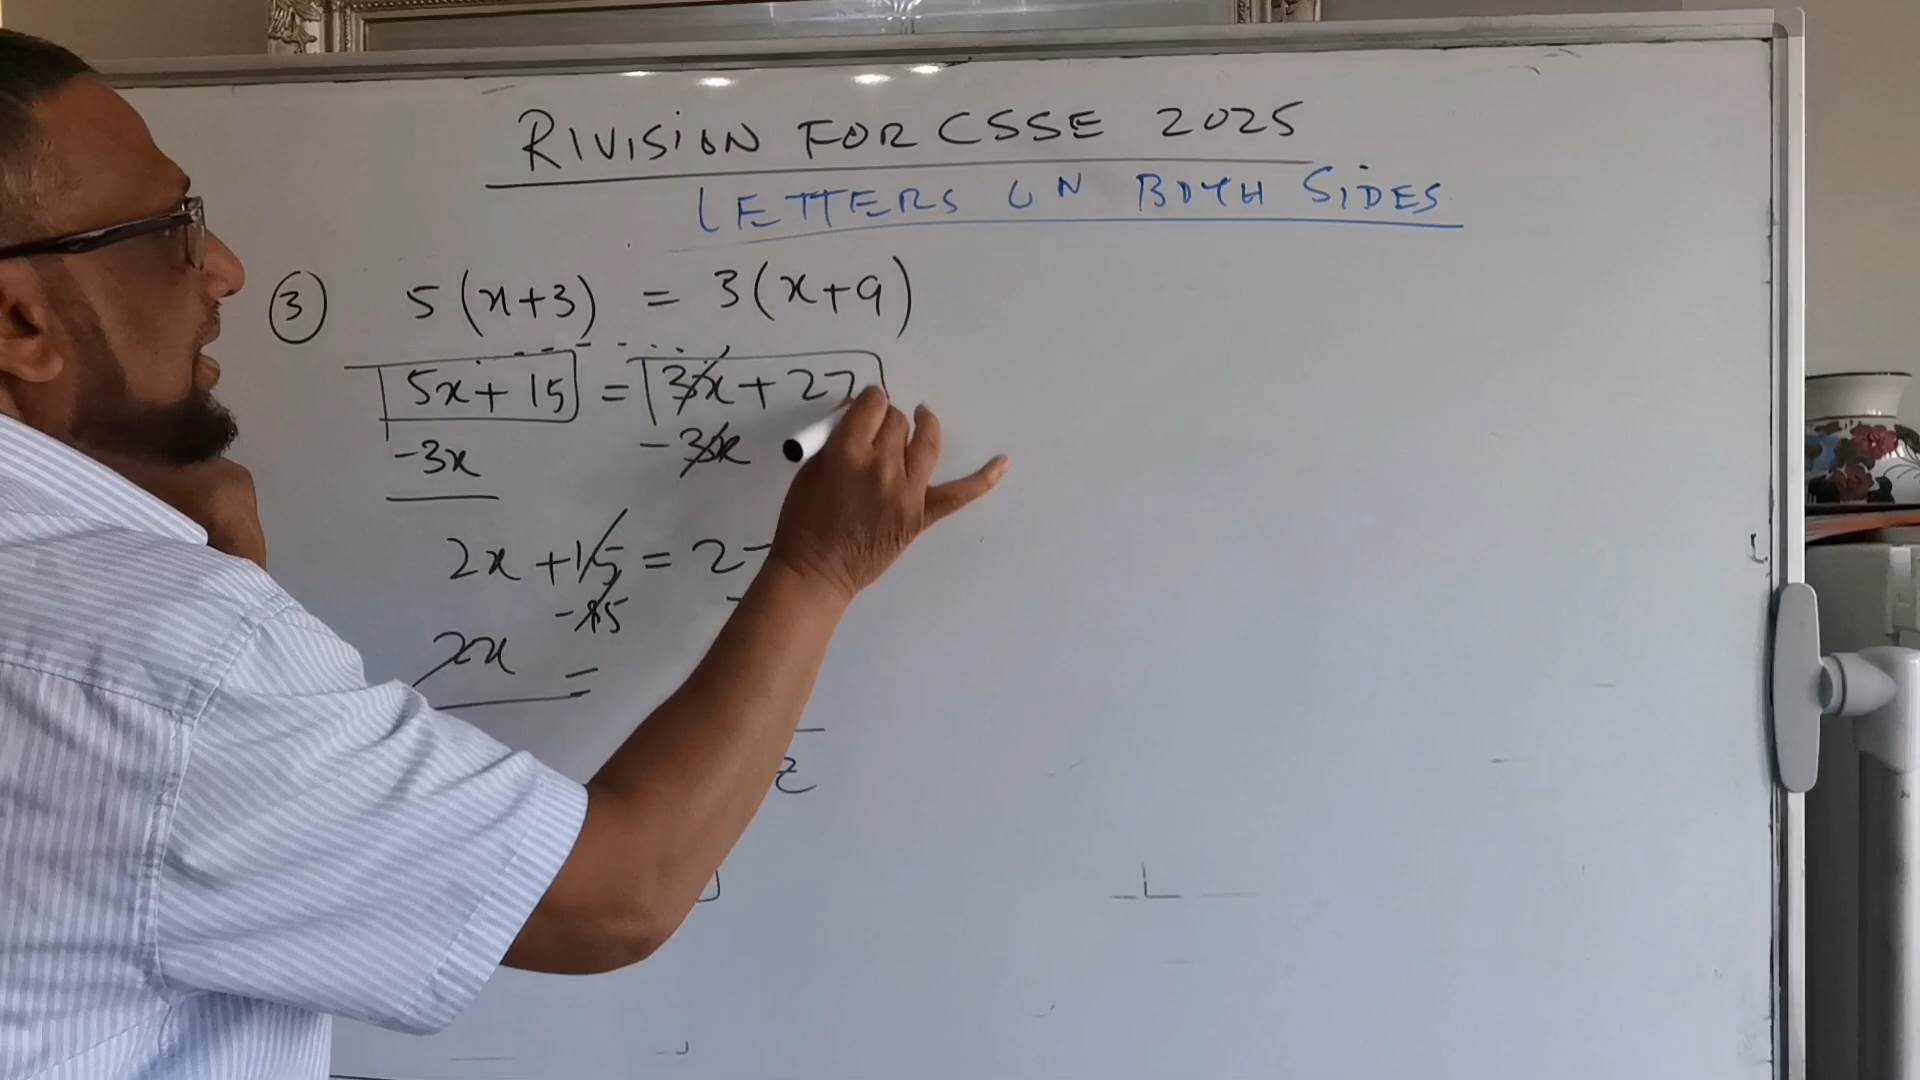 RIVISION FOR CSSE 2025
LETTERS ON BOTH SIDES
3 5(x+3) = 3(x+9)
5x+15 = 3x+27
-3x -3x
2x+15 = 27
-15 -
2x =
2